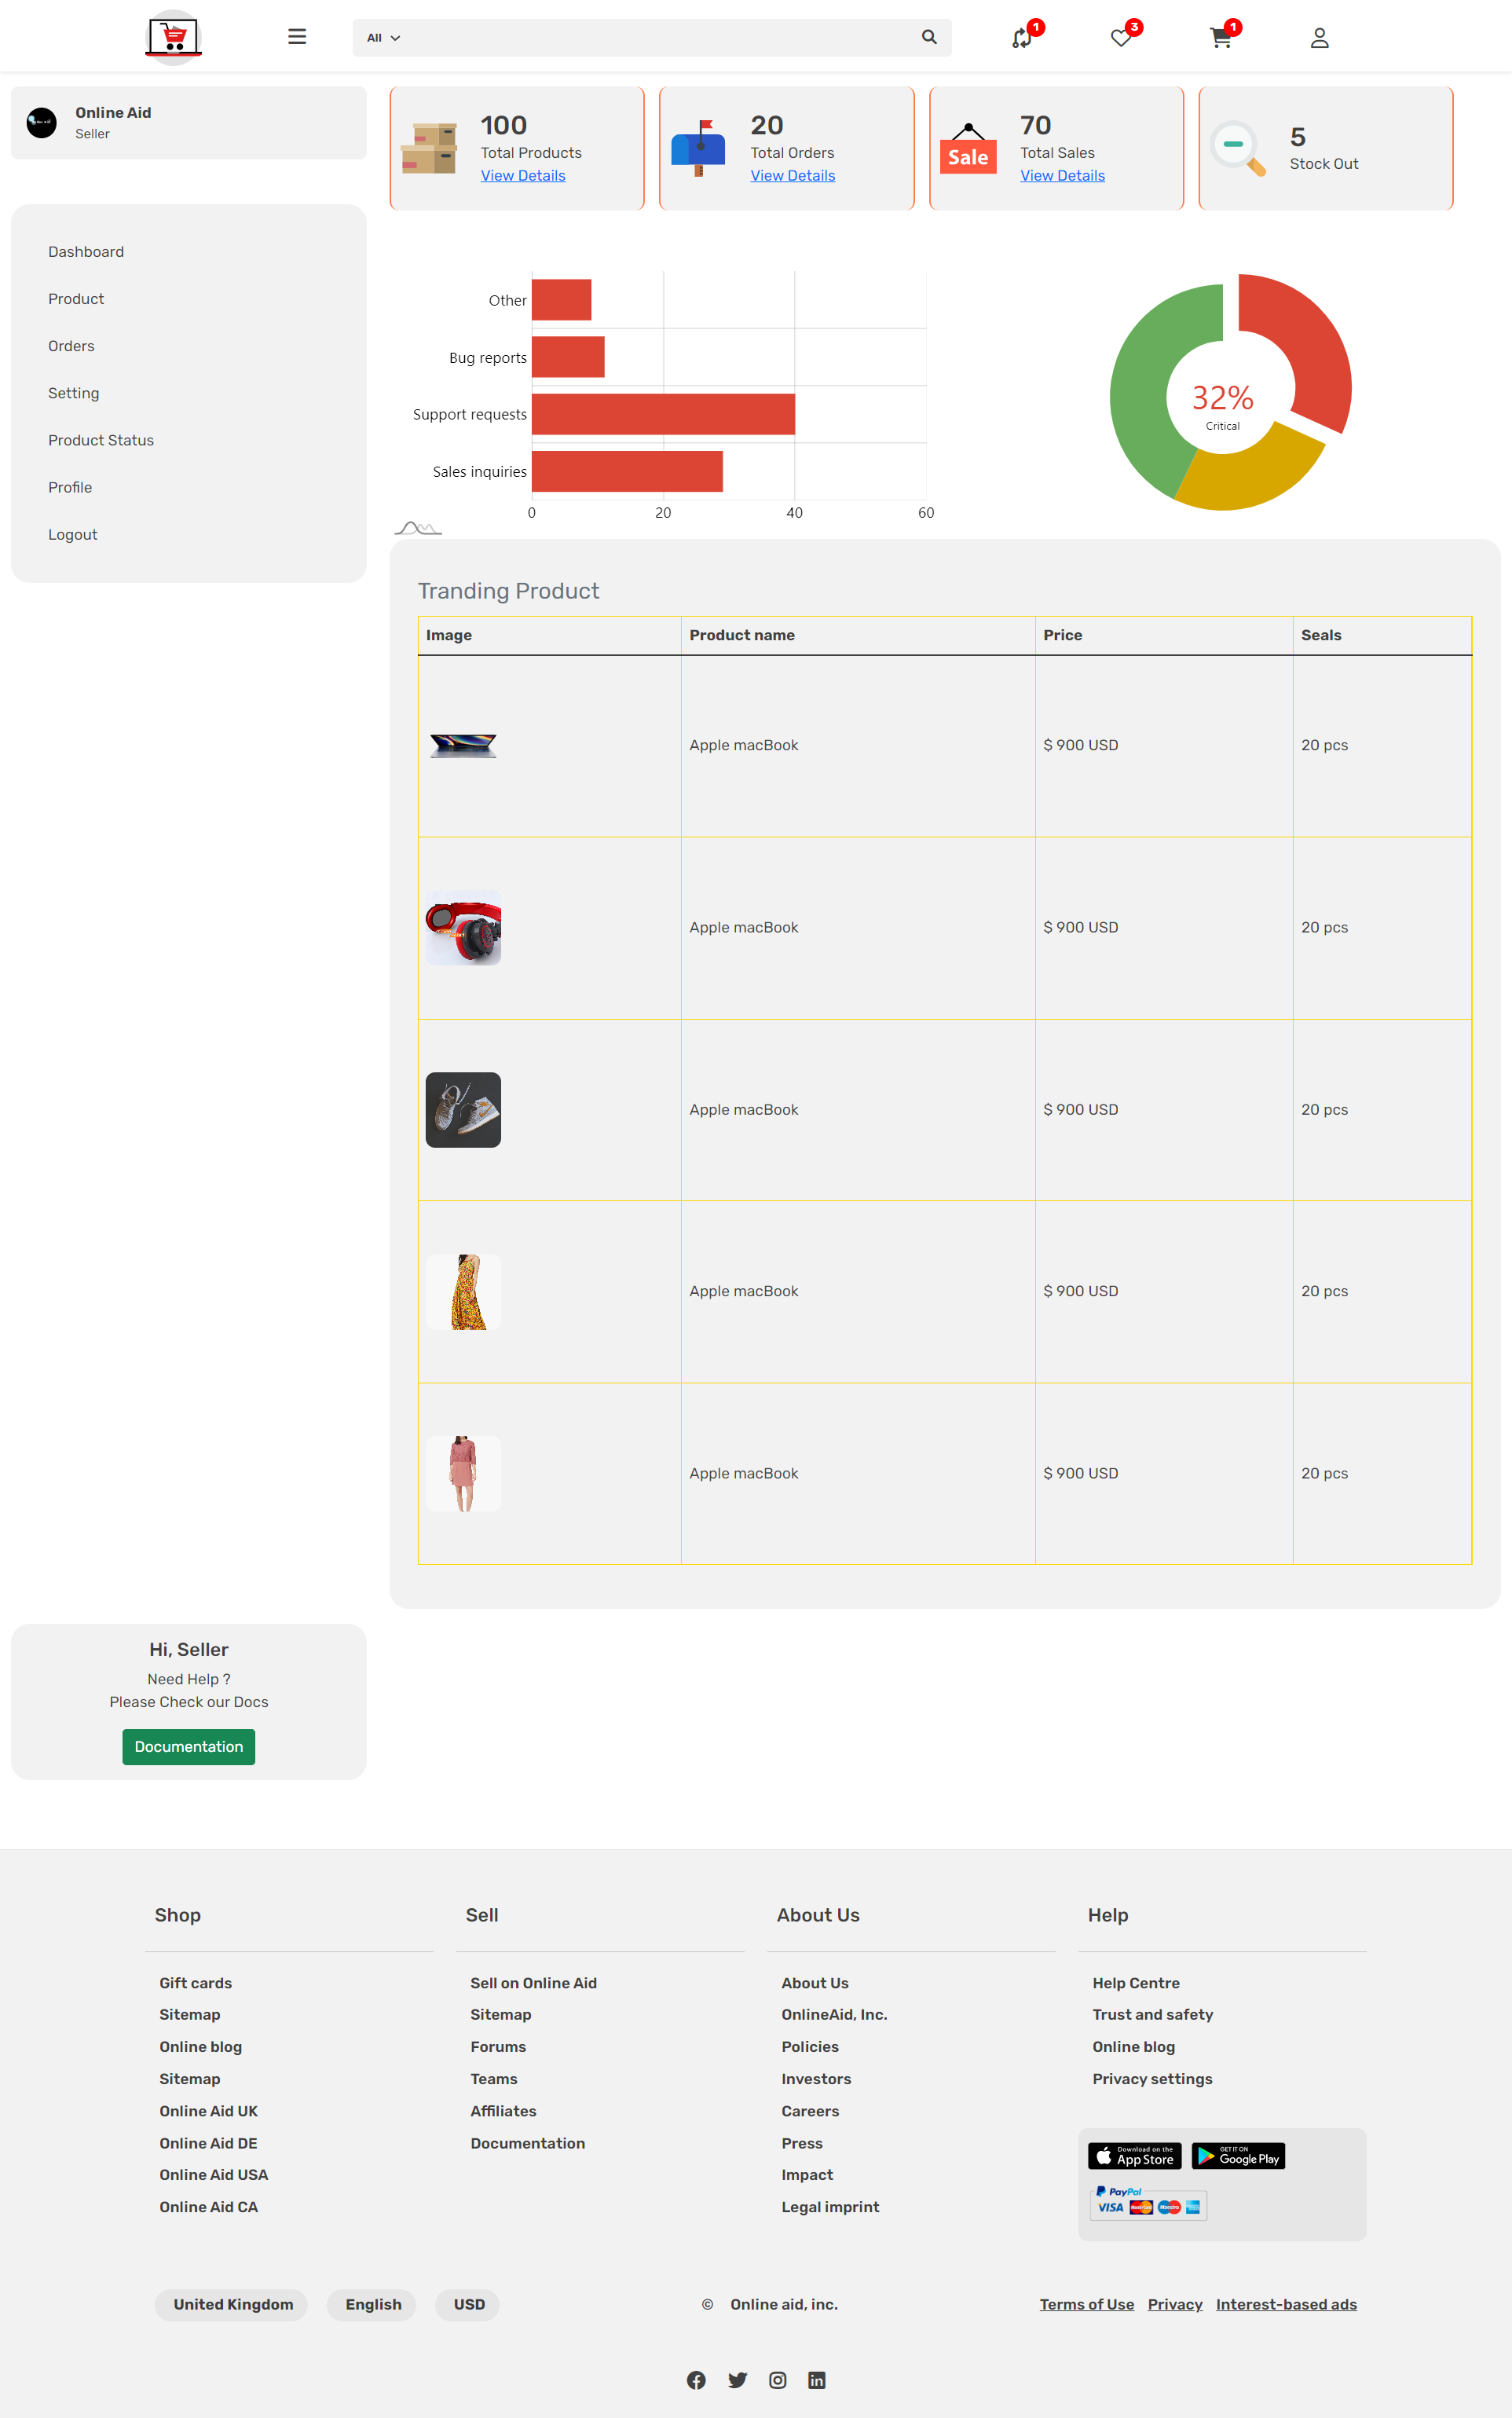 All
1
3
1
Online Aid
Seller
100
Total Products
View Details
20
Total Orders
View Details
Sale
70
Total Sales
View Details
5
Stock Out
Dashboard
Product
Orders
Setting
Product Status
Profile
Logout
Other
Bug reports
Support requests
Sales inquiries
0 20 40 60
32%
Critical
Tranding Product
Image Product name Price Seals
Apple macBook $ 900 USD 20 pcs
Apple macBook $ 900 USD 20 pcs
Apple macBook $ 900 USD 20 pcs
Apple macBook $ 900 USD 20 pcs
Apple macBook $ 900 USD 20 pcs
Hi, Seller
Need Help ?
Please Check our Docs
Documentation
Shop
Gift cards
Sitemap
Online blog
Sitemap
Online Aid UK
Online Aid DE
Online Aid USA
Online Aid CA
Sell
Sell on Online Aid
Sitemap
Forums
Teams
Affiliates
Documentation
About Us
About Us
OnlineAid, Inc.
Policies
Investors
Careers
Press
Impact
Legal imprint
Help
Help Centre
Trust and safety
Online blog
Privacy settings
Download on the
App Store
GET IT ON
Google Play
PayPal
VISA MasterCard Maestro
United Kingdom English USD
© Online aid, inc.
Terms of Use Privacy Interest-based ads